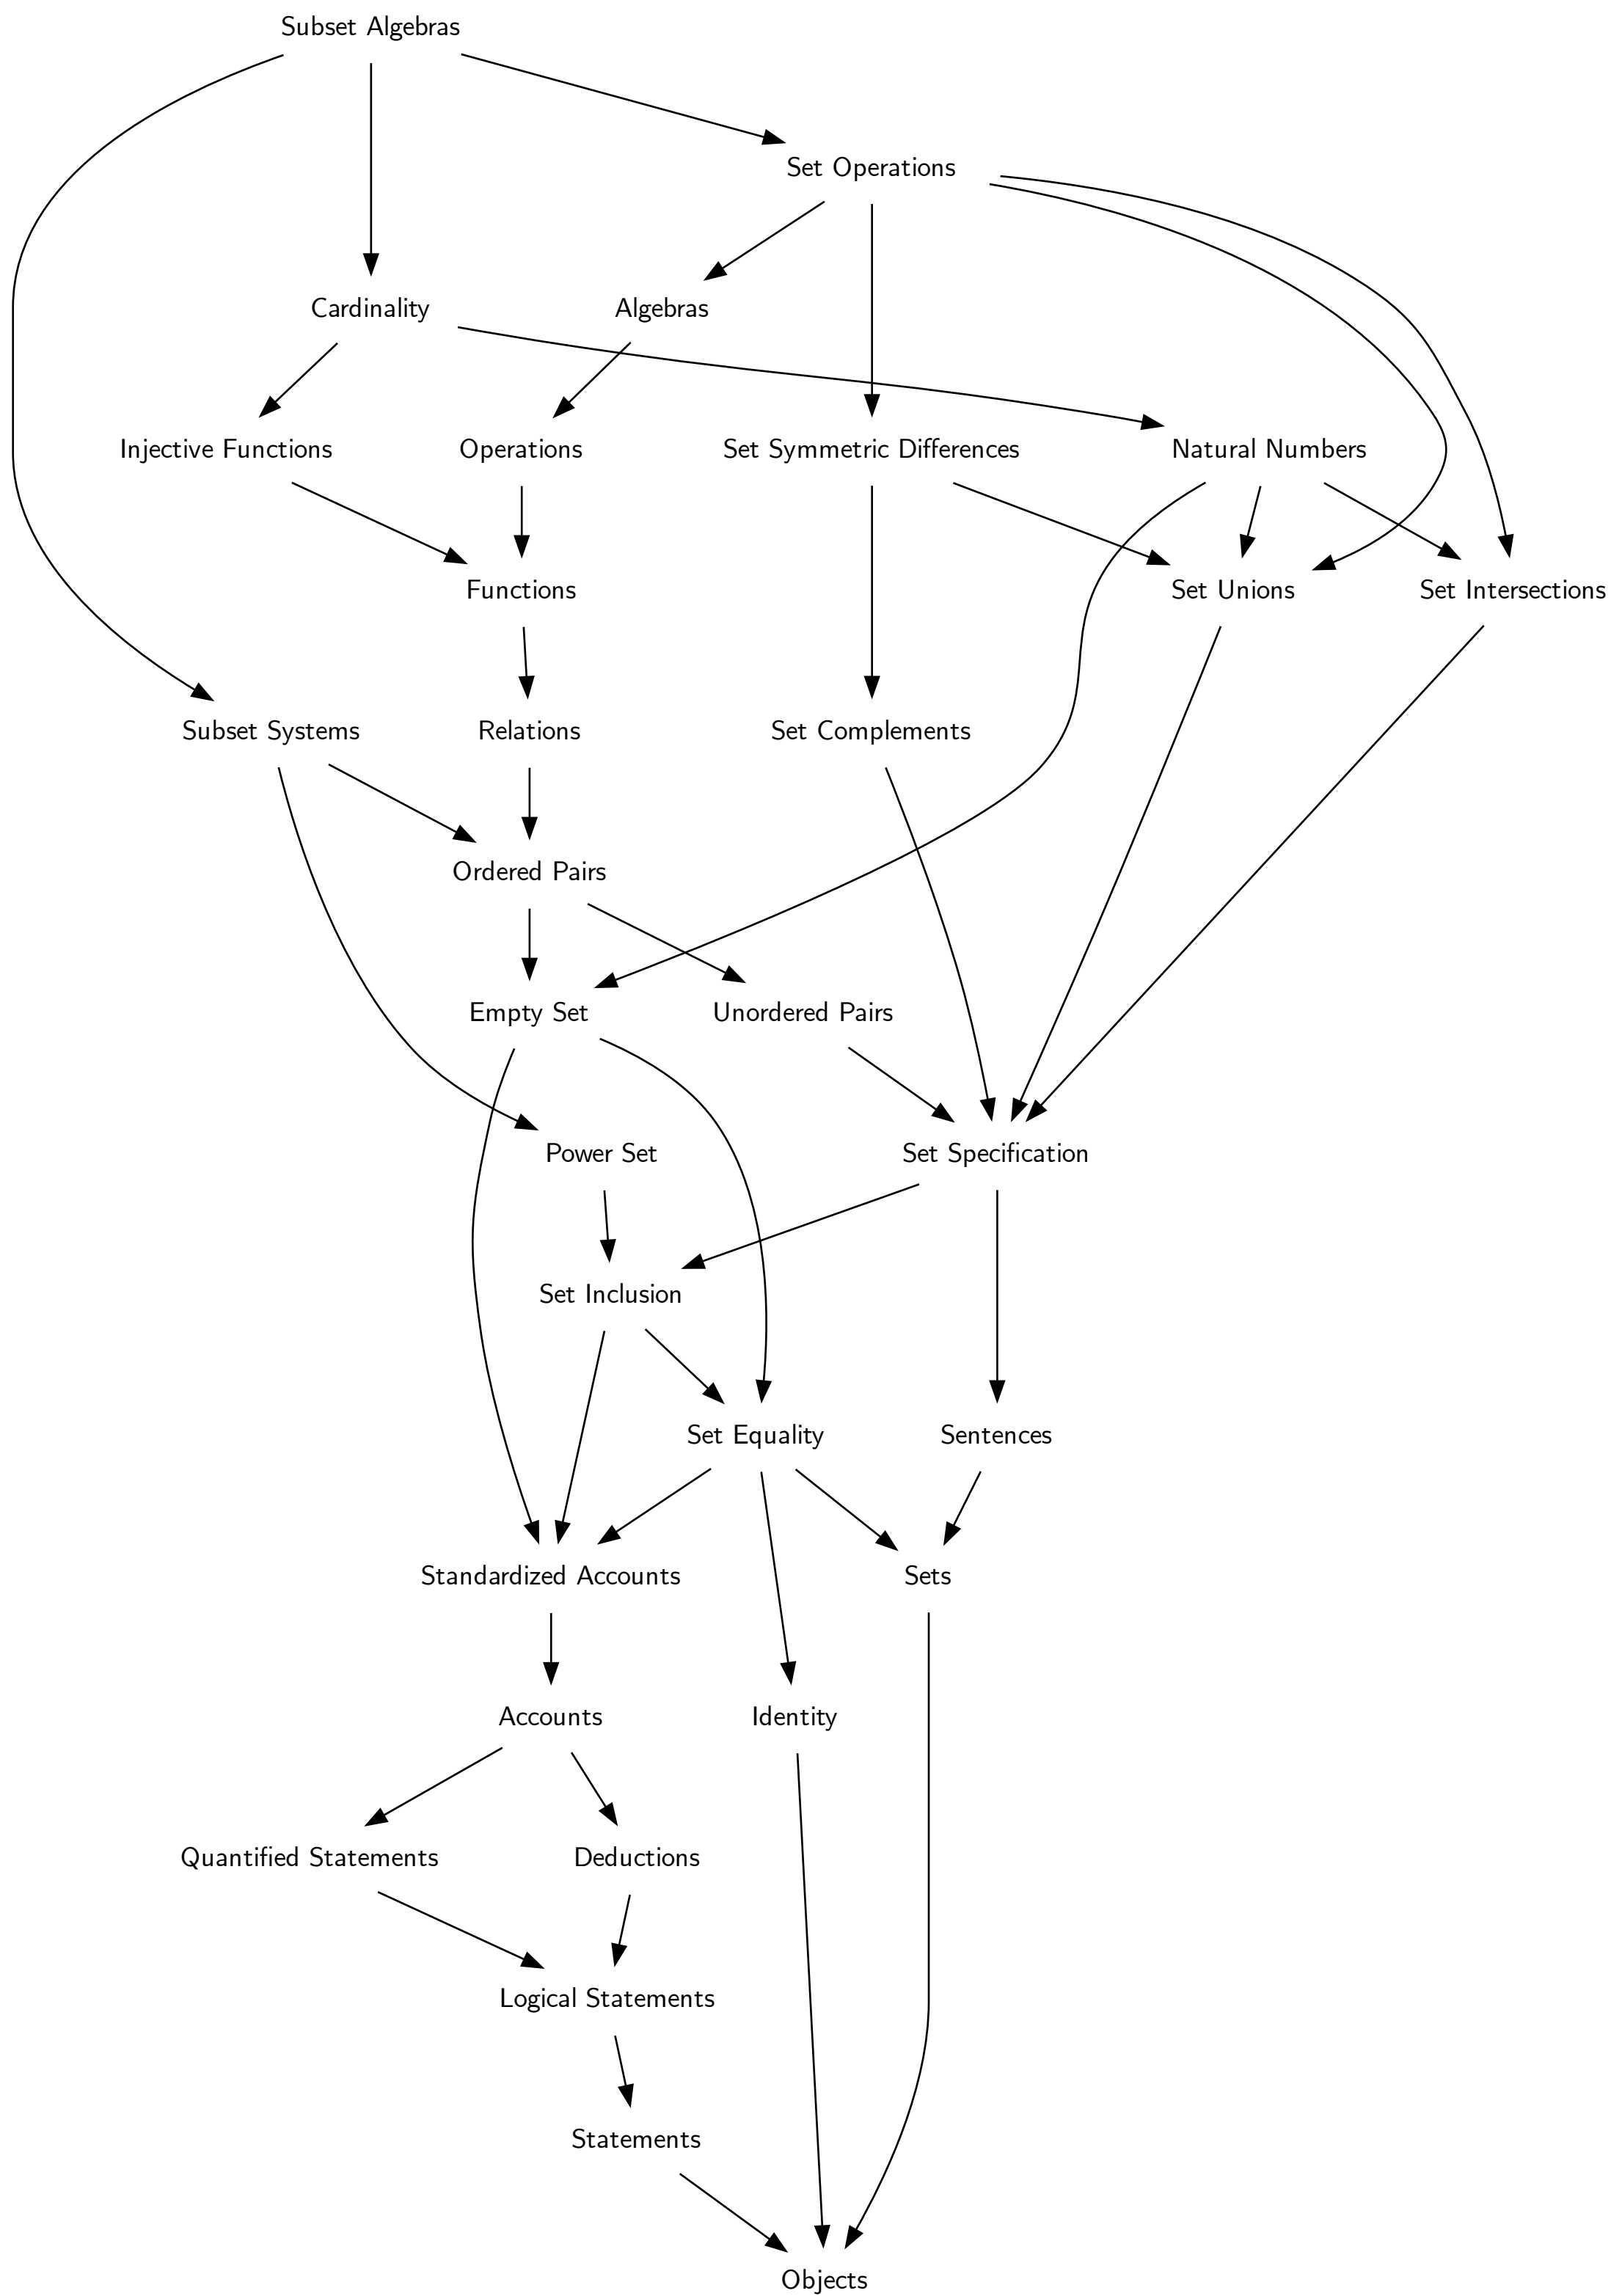 Subset Algebras
Set Operations
Cardinality
Algebras
Injective Functions
Operations
Set Symmetric Differences
Natural Numbers
Functions
Set Unions
Set Intersections
Subset Systems
Relations
Set Complements
Ordered Pairs
Empty Set
Unordered Pairs
Power Set
Set Specification
Set Inclusion
Set Equality
Sentences
Standardized Accounts
Sets
Accounts
Identity
Quantified Statements
Deductions
Logical Statements
Statements
Objects